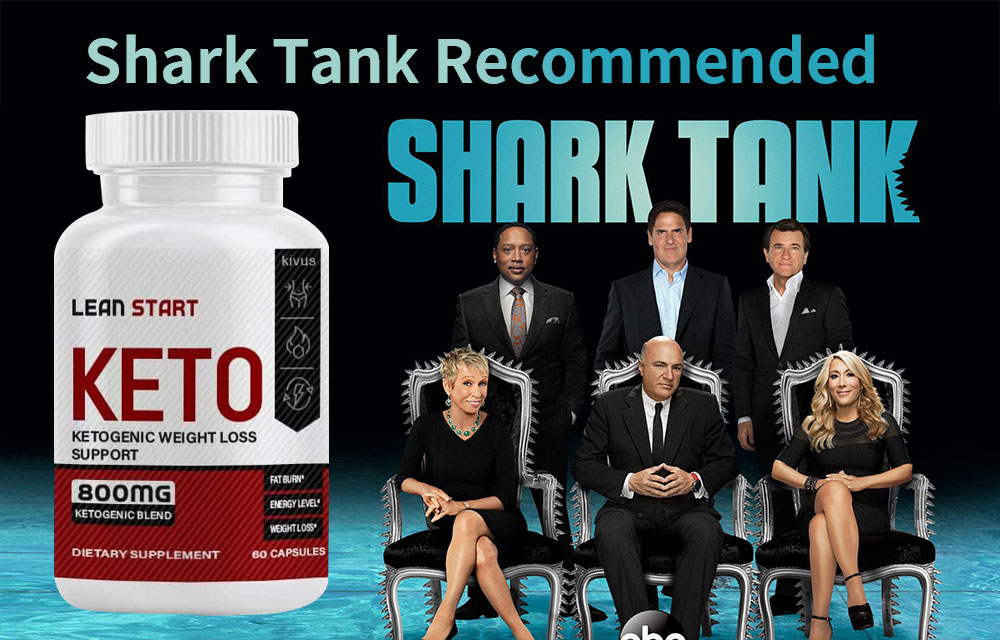 Shark Tank Recommended
SHARK TANK
kivus
LEAN START
KETO
KETOGENIC WEIGHT LOSS
SUPPORT
800MG
KETOGENIC BLEND
FAT BURN*
ENERGY LEVEL*
WEIGHT LOSS*
DIETARY SUPPLEMENT
60 CAPSULES
abc